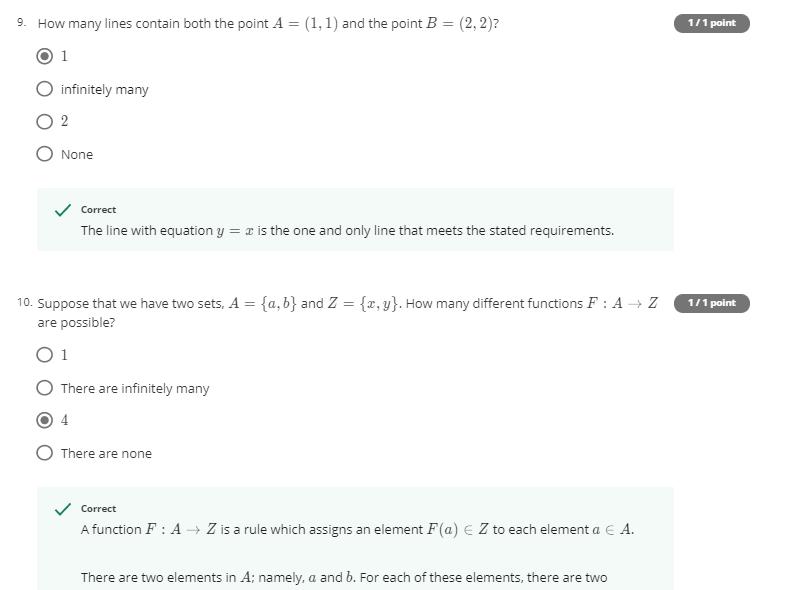 9. How many lines contain both the point A = (1, 1) and the point B = (2, 2)?
1 / 1 point
1
infinitely many
2
None
Correct
The line with equation y = x is the one and only line that meets the stated requirements.
10. Suppose that we have two sets, A = {a, b} and Z = {x, y}. How many different functions F : A → Z
1 / 1 point
are possible?
1
There are infinitely many
4
There are none
Correct
A function F : A → Z is a rule which assigns an element F(a) ∈ Z to each element a ∈ A.
There are two elements in A; namely, a and b. For each of these elements, there are two